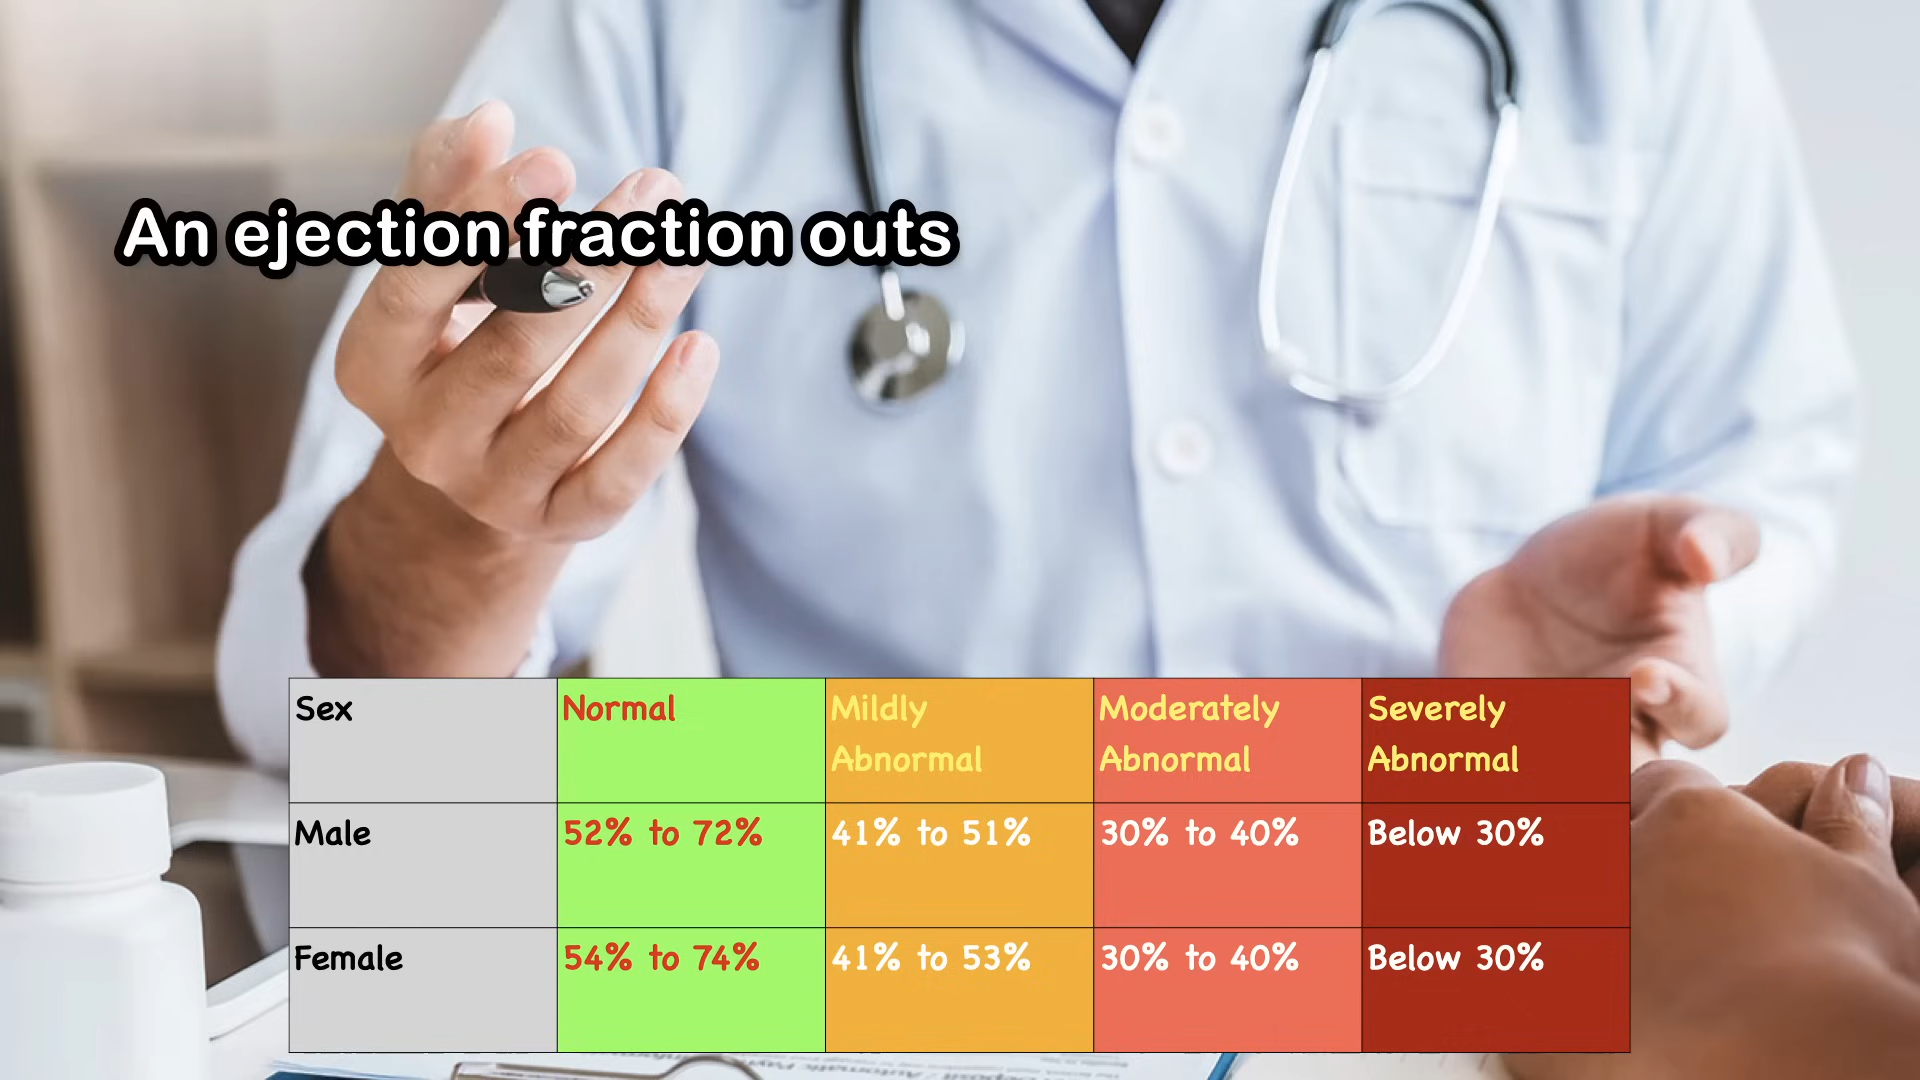 An ejection fraction outs
Sex Normal Mildly Abnormal Moderately Abnormal Severely Abnormal
Male 52% to 72% 41% to 51% 30% to 40% Below 30%
Female 54% to 74% 41% to 53% 30% to 40% Below 30%